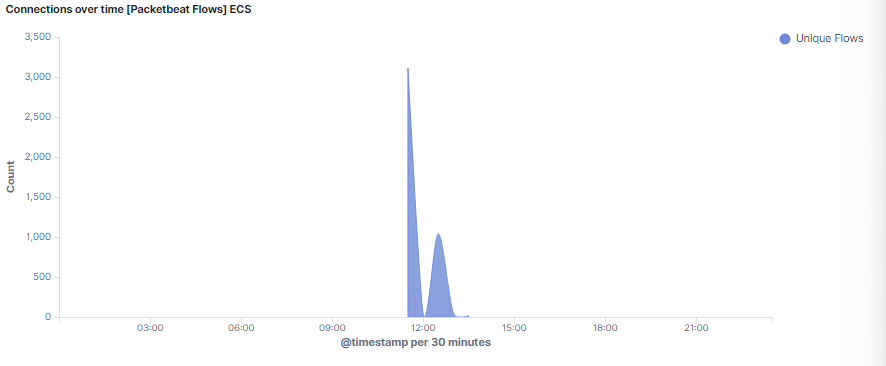 Connections over time [Packetbeat Flows] ECS
Unique Flows
3,500
3,000
2,500
2,000
1,500
1,000
500
0
Count
03:00 06:00 09:00 12:00 15:00 18:00 21:00
@timestamp per 30 minutes